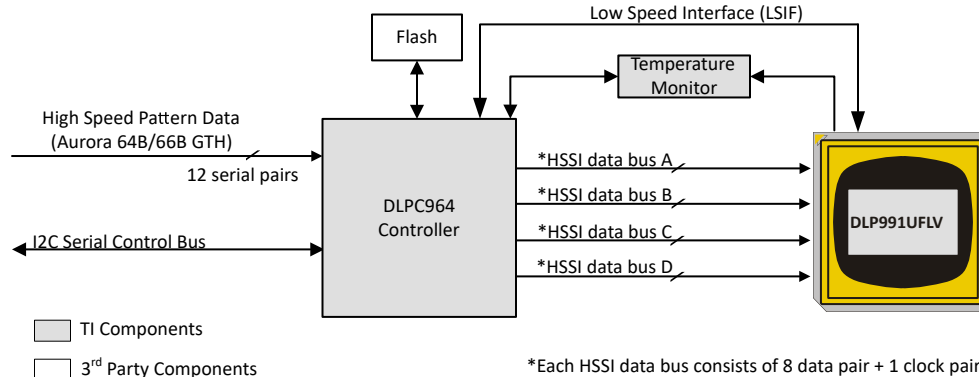 Low Speed Interface (LSIF)
Flash
Temperature
Monitor
High Speed Pattern Data
(Aurora 64B/66B GTH)
12 serial pairs
*HSSI data bus A
*HSSI data bus B
DLPC964
Controller
DLP991UFLV
I2C Serial Control Bus
*HSSI data bus C
*HSSI data bus D
TI Components
3rd Party Components
*Each HSSI data bus consists of 8 data pair + 1 clock pair